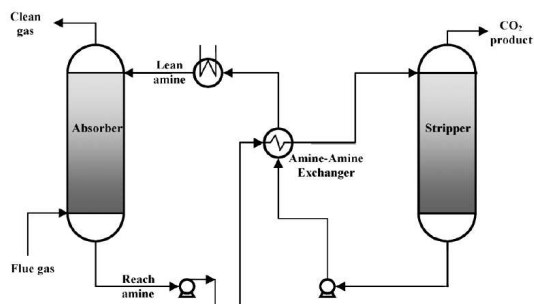 Clean
gas
CO₂
product
Lean
amine
Absorber
Stripper
Amine-Amine
Exchanger
Flue gas
Reach
amine